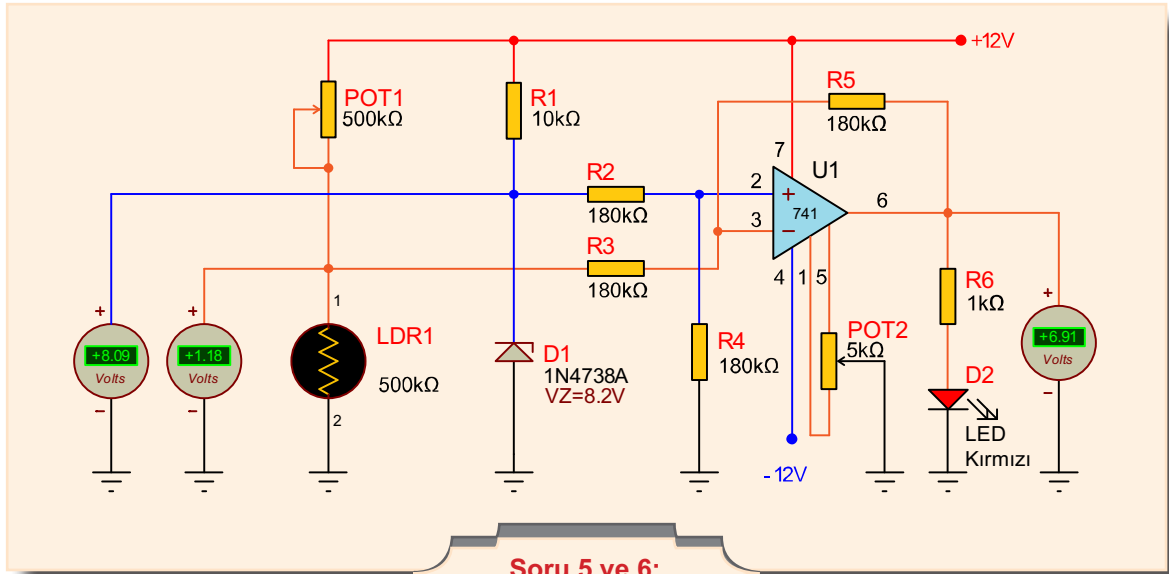 +12V
POT1
500kΩ
R1
10kΩ
R5
180kΩ
7
U1
R2
180kΩ
2
+
741
6
3
−
R3
180kΩ
4
1
5
R6
1kΩ
1
LDR1
500kΩ
2
+
+8.09
Volts
−
+
+1.18
Volts
−
D1
1N4738A
VZ=8.2V
R4
180kΩ
POT2
5kΩ
+
+6.91
Volts
−
D2
LED
Kırmızı
-12V
Soru 5 ve 6: